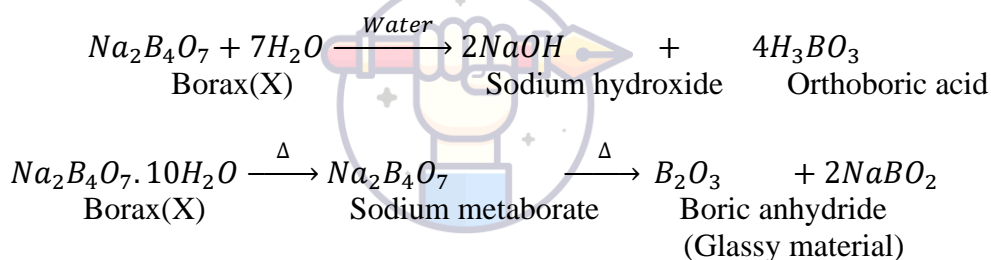 Water
Na₂B₄O₇ + 7H₂O ⟶ 2NaOH + 4H₃BO₃
Borax(X) Sodium hydroxide Orthoboric acid
Δ Δ
Na₂B₄O₇. 10H₂O ⟶ Na₂B₄O₇ ⟶ B₂O₃ + 2NaBO₂
Borax(X) Sodium metaborate Boric anhydride
(Glassy material)